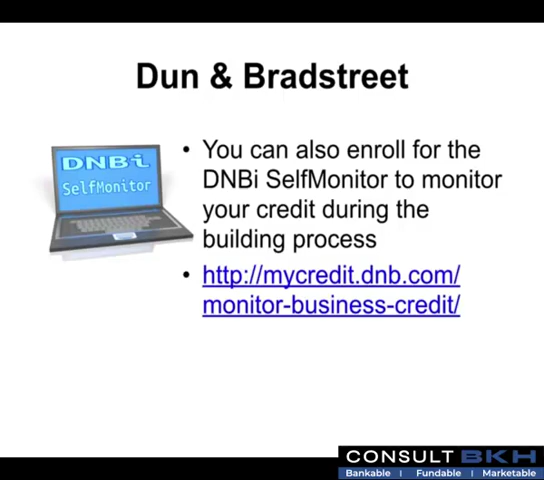 Dun & Bradstreet
DNBi
SelfMonitor
• You can also enroll for the
DNBi SelfMonitor to monitor
your credit during the
building process
• http://mycredit.dnb.com/
monitor-business-credit/
CONSULT BKH
Bankable | Fundable | Marketable